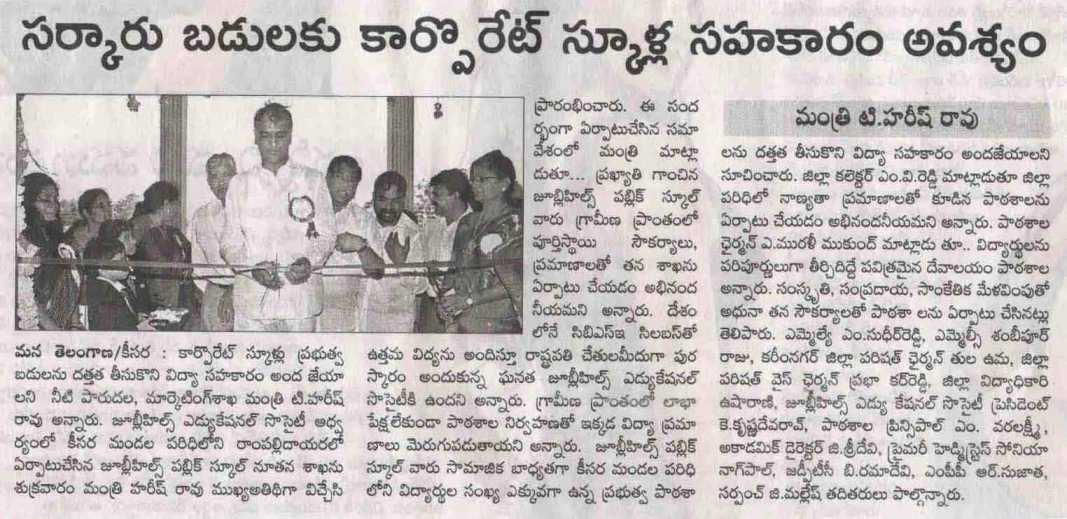 సర్కారు బడులకు కార్పొరేట్ స్కూళ్ల సహకారం అవశ్యం
మన తెలంగాణ/కీసర : కార్పొరేట్ స్కూళ్లు ప్రభుత్వ
బడులను దత్తత తీసుకొని విద్యా సహకారం అంద జేయా
లని నీటి పారుదల, మార్కెటింగ్‌శాఖ మంత్రి టి.హరీష్
రావు అన్నారు. జూబ్లీహిల్స్ ఎడ్యుకేషనల్ సొసైటీ ఆధ్వ
ర్యంలో కీసర మండల పరిధిలోని రాంపల్లిదాయరలో
ఏర్పాటుచేసిన జూబ్లీహిల్స్ పబ్లిక్ స్కూల్ నూతన శాఖను
శుక్రవారం మంత్రి హరీష్ రావు ముఖ్యఅతిథిగా విచ్చేసి
ప్రారంభించారు. ఈ సంద
ర్భంగా ఏర్పాటుచేసిన సమా
వేశంలో మంత్రి మాట్లా
డుతూ... ప్రఖ్యాతి గాంచిన
జూబ్లీహిల్స్ పబ్లిక్ స్కూల్
వారు గ్రామీణ ప్రాంతంలో
పూర్తిస్థాయి సౌకర్యాలు,
ప్రమాణాలతో తన శాఖను
ఏర్పాటు చేయడం అభినంద
నీయమని అన్నారు. దేశం
లోనే సిబిఎస్ఇ సిలబస్‌తో
ఉత్తమ విద్యను అందిస్తూ రాష్ట్రపతి చేతులమీదుగా పుర
స్కారం అందుకున్న ఘనత జూబ్లీహిల్స్ ఎడ్యుకేషనల్
సొసైటీకి ఉందని అన్నారు. గ్రామీణ ప్రాంతంలో లాభా
పేక్షలేకుండా పాఠశాల నిర్వహణతో ఇక్కడ విద్యా ప్రమా
ణాలు మెరుగుపడుతాయని అన్నారు. జూబ్లీహిల్స్ పబ్లిక్
స్కూల్ వారు సామాజిక బాధ్యతగా కీసర మండల పరిధి
లోని విద్యార్థుల సంఖ్య ఎక్కువగా ఉన్న ప్రభుత్వ పాఠశా
మంత్రి టి.హరీష్ రావు
లను దత్తత తీసుకొని విద్యా సహకారం అందజేయాలని
సూచించారు. జిల్లా కలెక్టర్ ఎం.వి.రెడ్డి మాట్లాడుతూ జిల్లా
పరిధిలో నాణ్యతా ప్రమాణాలతో కూడిన పాఠశాలను
ఏర్పాటు చేయడం అభినందనీయమని అన్నారు. పాఠశాల
ఛైర్మన్ ఎ.మురళీ ముకుంద్ మాట్లాడు తూ.. విద్యార్థులను
పరిపూర్ణులుగా తీర్చిదిద్దే పవిత్రమైన దేవాలయం పాఠశాల
అన్నారు. సంస్కృతి, సంప్రదాయ, సాంకేతిక మేళవింపుతో
అధునా తన సౌకర్యాలతో పాఠశా లను ఏర్పాటు చేసినట్లు
తెలిపారు. ఎమ్మెల్యే ఎం.సుధీర్‌రెడ్డి, ఎమ్మెల్సీ శంబీపూర్
రాజు, కరీంనగర్ జిల్లా పరిషత్ ఛైర్మన్ తుల ఉమ, జిల్లా
పరిషత్ వైస్ ఛైర్మన్ ప్రభా కర్‌రెడ్డి, జిల్లా విద్యాధికారి
ఉషారాణి, జూబ్లీహిల్స్ ఎడ్యు కేషనల్ సొసైటీ ప్రెసిడెంట్
కె.కృష్ణదేవరావ్, పాఠశాల ప్రిన్సిపాల్ ఎం. వరలక్ష్మీ,
అకాడమిక్ డైరెక్టర్ జి.శ్రీదేవి, ప్రైమరీ హెడ్మిస్ట్రెస్ సోనియా
నాగ్‌పాల్, జడ్పీటీసీ బి.రమాదేవి, ఎంపీపీ ఆర్.సుజాత,
సర్పంచ్ జి.మల్లేష్ తదితరులు పాల్గొన్నారు.